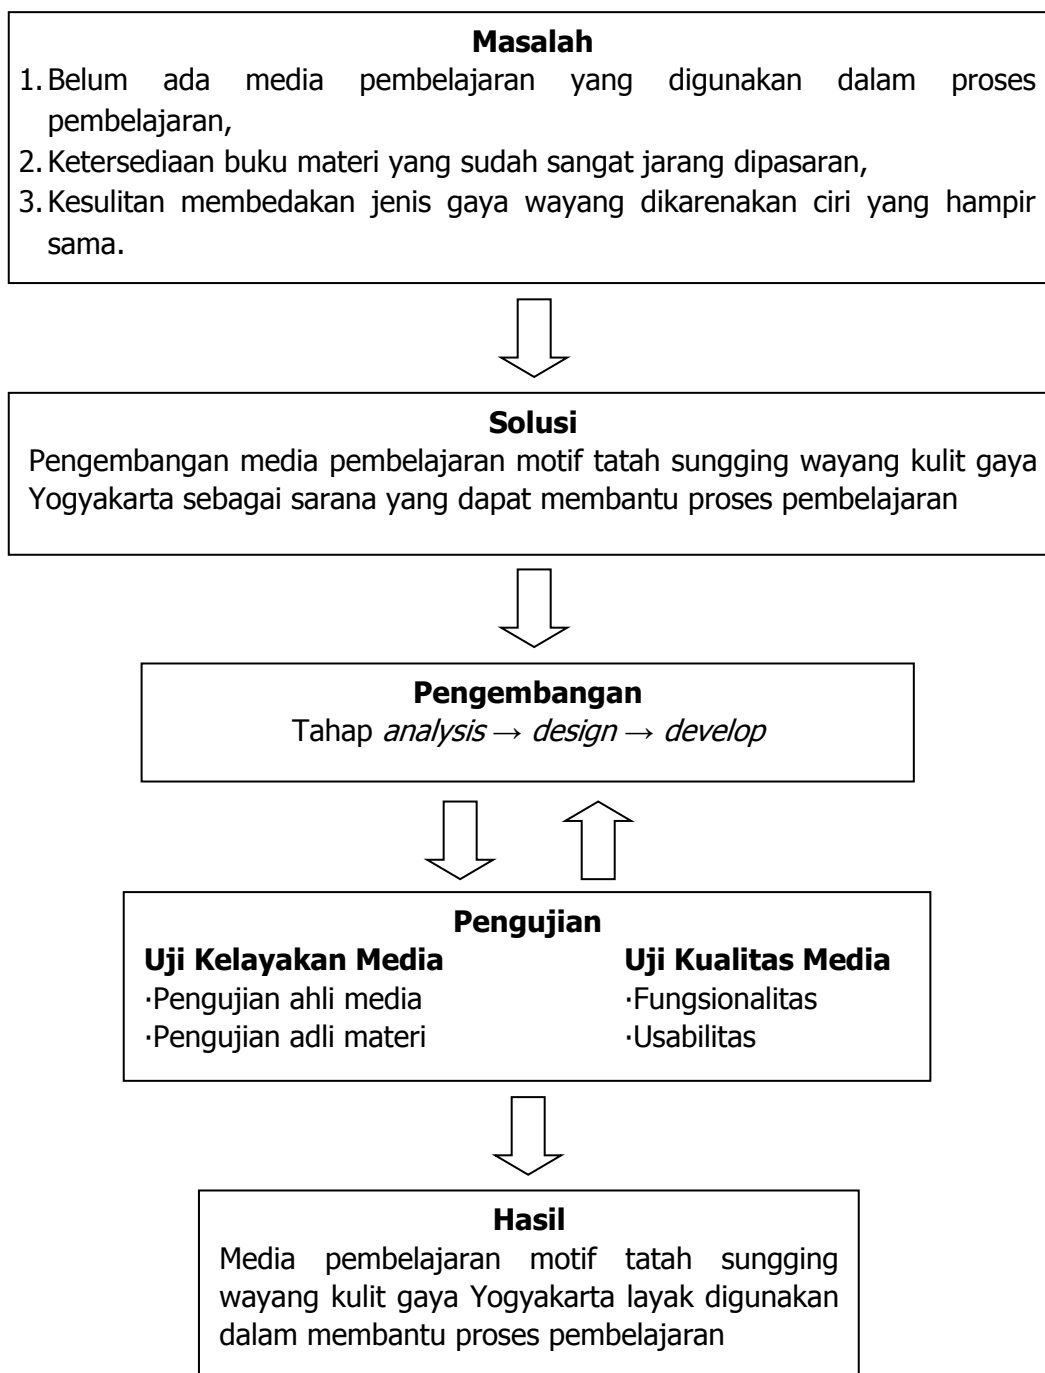 Masalah
1. Belum ada media pembelajaran yang digunakan dalam proses
pembelajaran,
2. Ketersediaan buku materi yang sudah sangat jarang dipasaran,
3. Kesulitan membedakan jenis gaya wayang dikarenakan ciri yang hampir
sama.
Solusi
Pengembangan media pembelajaran motif tatah sungging wayang kulit gaya
Yogyakarta sebagai sarana yang dapat membantu proses pembelajaran
Pengembangan
Tahap analysis → design → develop
Pengujian
Uji Kelayakan Media
·Pengujian ahli media
·Pengujian adli materi
Uji Kualitas Media
·Fungsionalitas
·Usabilitas
Hasil
Media pembelajaran motif tatah sungging
wayang kulit gaya Yogyakarta layak digunakan
dalam membantu proses pembelajaran